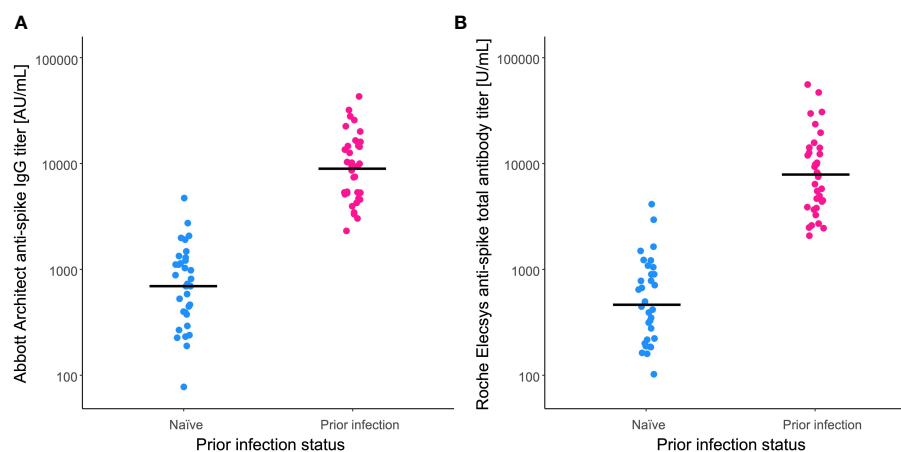 A
Abbott Architect anti-spike IgG titer [AU/mL]
100000
10000
1000
100
Naïve
Prior infection
Prior infection status
B
Roche Elecsys anti-spike total antibody titer [U/mL]
100000
10000
1000
100
Naïve
Prior infection
Prior infection status